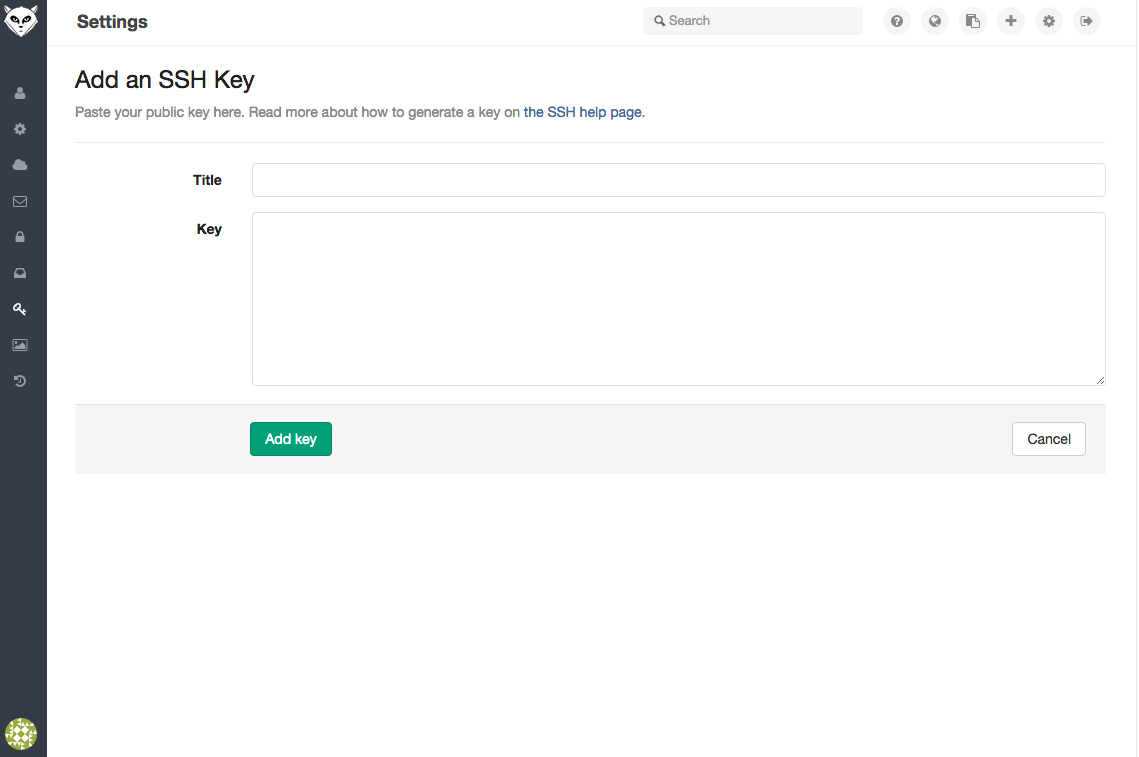 Settings
Search
Add an SSH Key
Paste your public key here. Read more about how to generate a key on the SSH help page.
Title
Key
Add key
Cancel